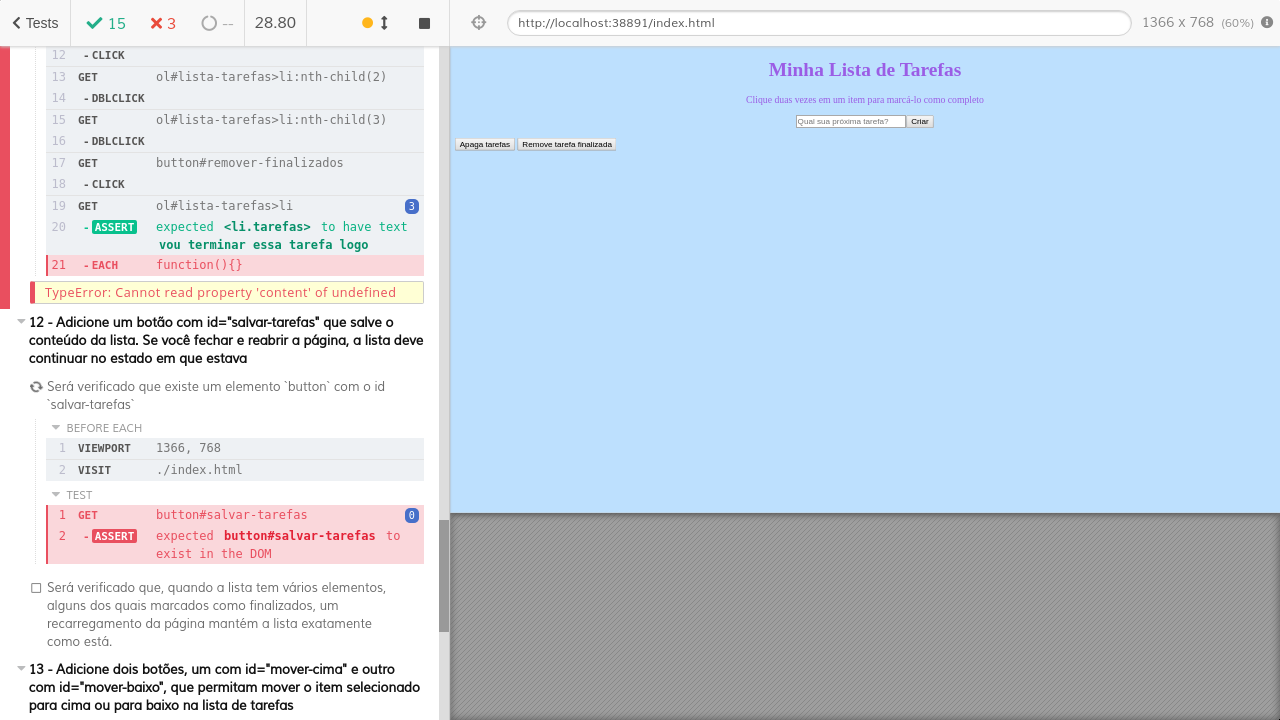 Tests
15
3
--
28.80
http://localhost:38891/index.html
1366 x 768 (60%)
12 - CLICK
13 GET ol#lista-tarefas>li:nth-child(2)
14 - DBLCLICK
15 GET ol#lista-tarefas>li:nth-child(3)
16 - DBLCLICK
17 GET button#remover-finalizados
18 - CLICK
19 GET ol#lista-tarefas>li 3
20 - ASSERT expected <li.tarefas> to have text
vou terminar essa tarefa logo
21 - EACH function(){}
TypeError: Cannot read property 'content' of undefined
12 - Adicione um botão com id="salvar-tarefas" que salve o
conteúdo da lista. Se você fechar e reabrir a página, a lista deve
continuar no estado em que estava
Será verificado que existe um elemento `button` com o id
`salvar-tarefas`
BEFORE EACH
1 VIEWPORT 1366, 768
2 VISIT ./index.html
TEST
1 GET button#salvar-tarefas 0
2 - ASSERT expected button#salvar-tarefas to
exist in the DOM
Será verificado que, quando a lista tem vários elementos,
alguns dos quais marcados como finalizados, um
recarregamento da página mantém a lista exatamente
como está.
13 - Adicione dois botões, um com id="mover-cima" e outro
com id="mover-baixo", que permitam mover o item selecionado
para cima ou para baixo na lista de tarefas
Minha Lista de Tarefas
Clique duas vezes em um item para marcá-lo como completo
Qual sua próxima tarefa? Criar
Apaga tarefas Remove tarefa finalizada